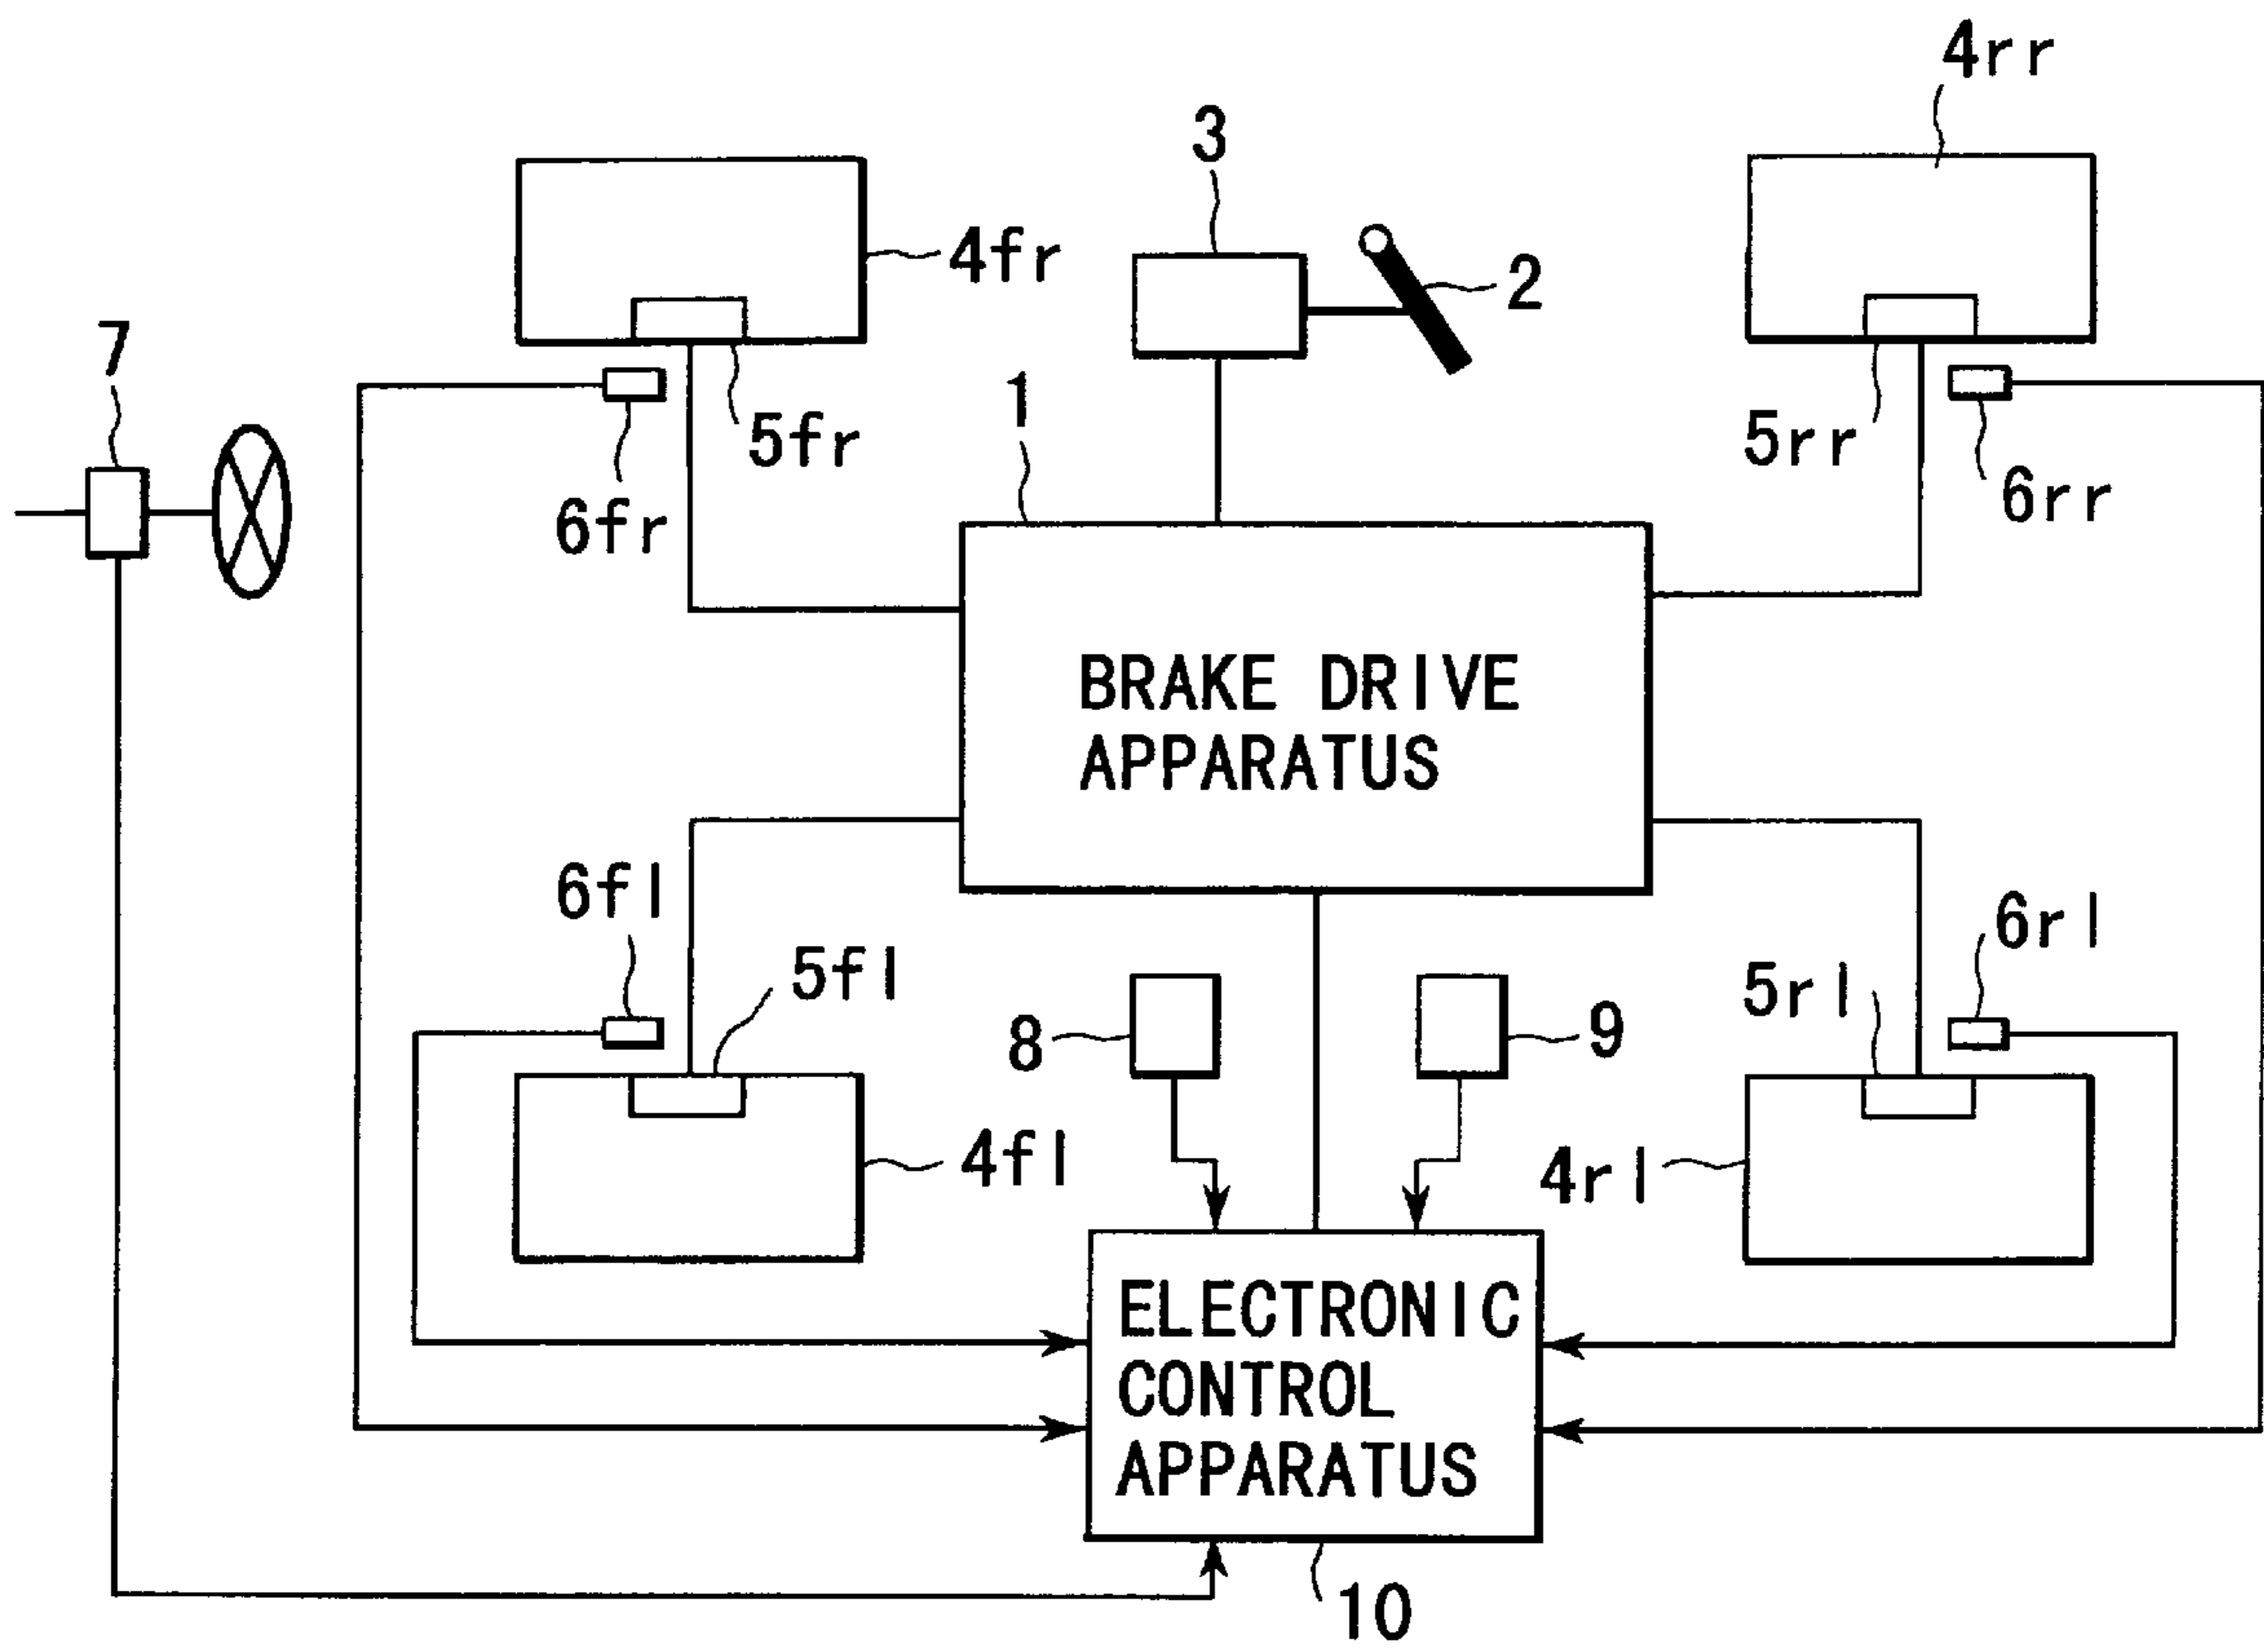 4rr
3
4fr
2
7
1
5fr
5rr
6fr
6rr
BRAKE DRIVE
APPARATUS
6fl
6rl
5fl
5rl
8
9
4fl
4rl
ELECTRONIC
CONTROL
APPARATUS
10